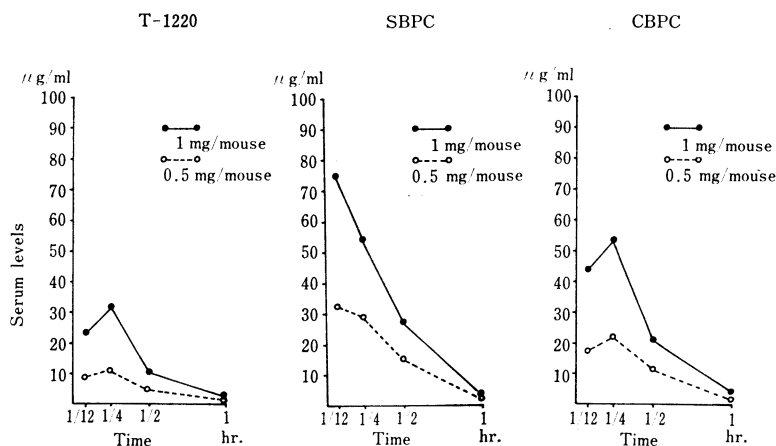 T-1220
μg/ml
100
90
80
70
60
50
40
30
20
10
Serum levels
1 mg/mouse
0.5 mg/mouse
1/12 1/4 1/2 1
Time hr.
SBPC
μg/ml
100
90
80
70
60
50
40
30
20
10
1 mg/mouse
0.5 mg/mouse
1/12 1/4 1/2 1
Time hr.
CBPC
μg/ml
100
90
80
70
60
50
40
30
20
10
1 mg/mouse
0.5 mg/mouse
1/12 1/4 1/2 1
Time hr.